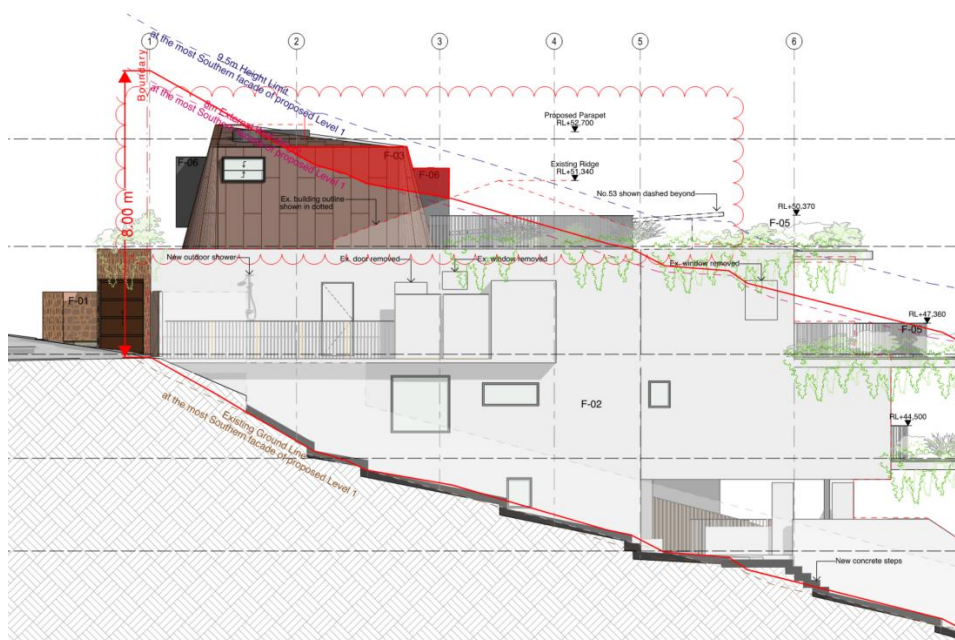 1
2
3
4
5
6
Boundary
9.5m Height Limit
at the most Southern facade of proposed Level 1
8m External
at the most Southern facade of proposed Level 1
Proposed Parapet
RL+52.700
F-06
F-03
F-06
Existing Ridge
RL+51.340
No.53 shown dashed beyond
Ex. building outline
shown in dotted
RL+50.370
F-05
8.00 m
New outdoor shower
Ex. door removed
Ex. window removed
Ex. window removed
F-01
RL+47.360
F-05
F-02
RL+44.500
Existing Ground Line
at the most Southern facade of proposed Level 1
New concrete steps